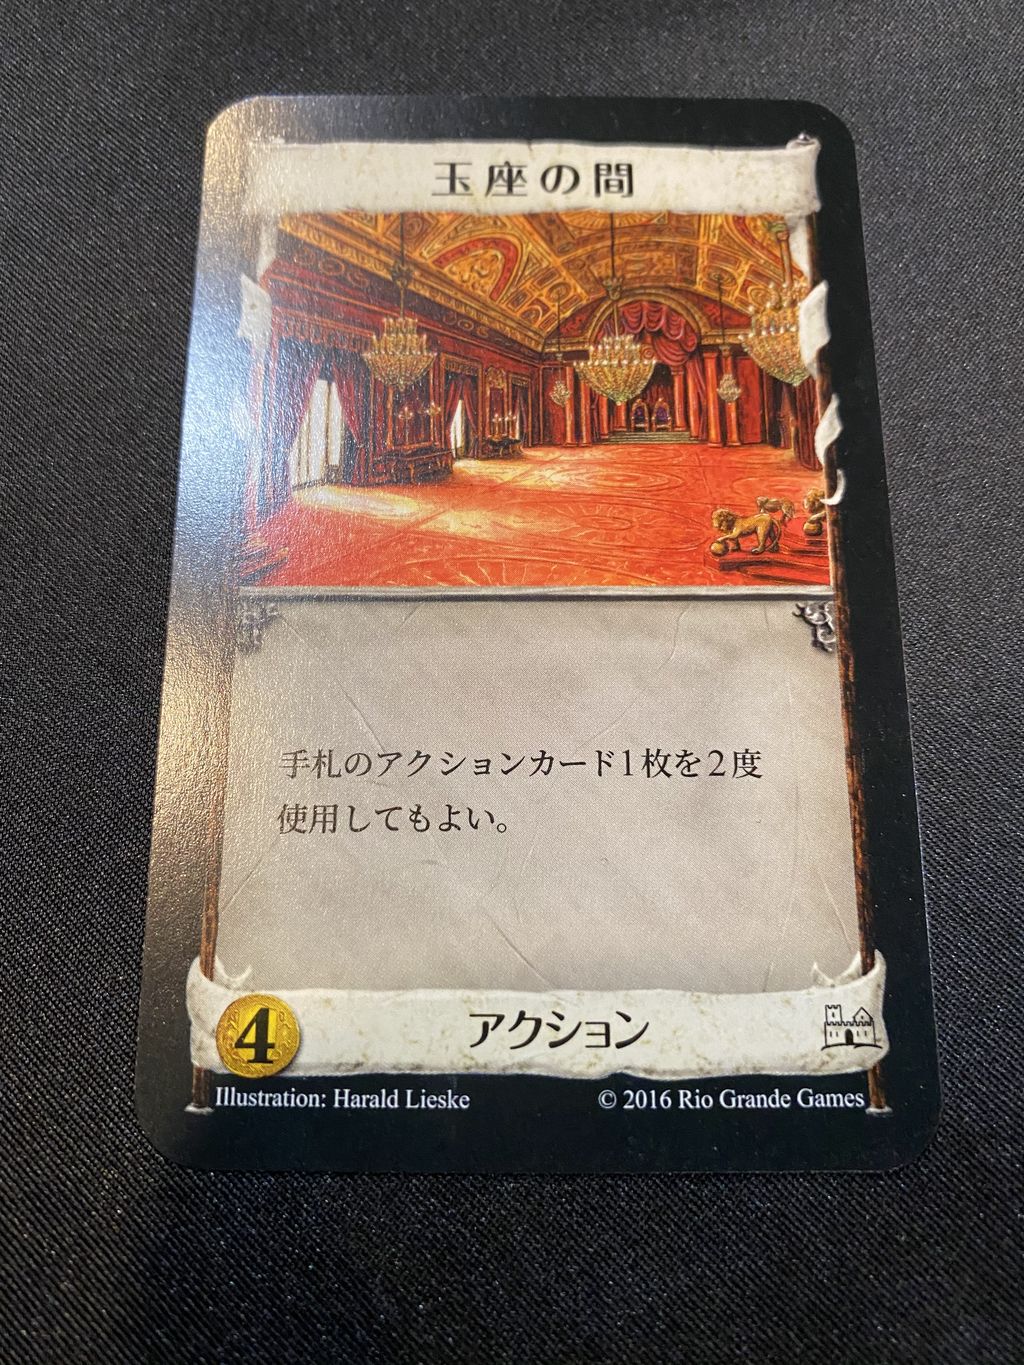 玉座の間
手札のアクションカード1枚を2度
使用してもよい。
4
アクション
Illustration: Harald Lieske
© 2016 Rio Grande Games